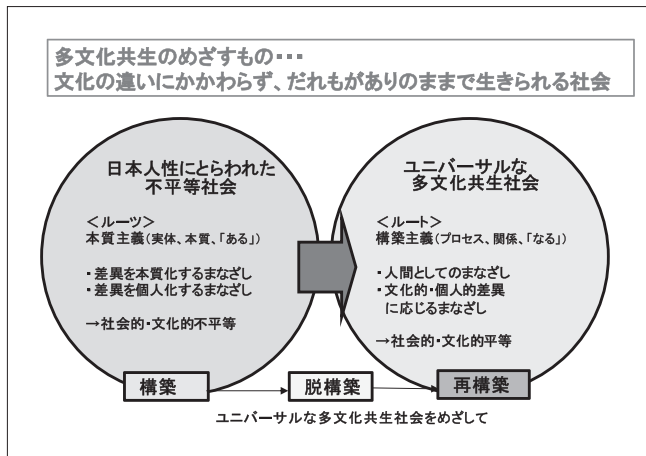 多文化共生のめざすもの・・・
文化の違いにかかわらず、だれもがありのままで生きられる社会
日本人性にとらわれた
不平等社会
＜ルーツ＞
本質主義(実体、本質、「ある」)
・差異を本質化するまなざし
・差異を個人化するまなざし
→社会的・文化的不平等
ユニバーサルな
多文化共生社会
＜ルート＞
構築主義(プロセス、関係、「なる」)
・人間としてのまなざし
・文化的・個人的差異
に応じるまなざし
→社会的・文化的平等
構築
脱構築
再構築
ユニバーサルな多文化共生社会をめざして